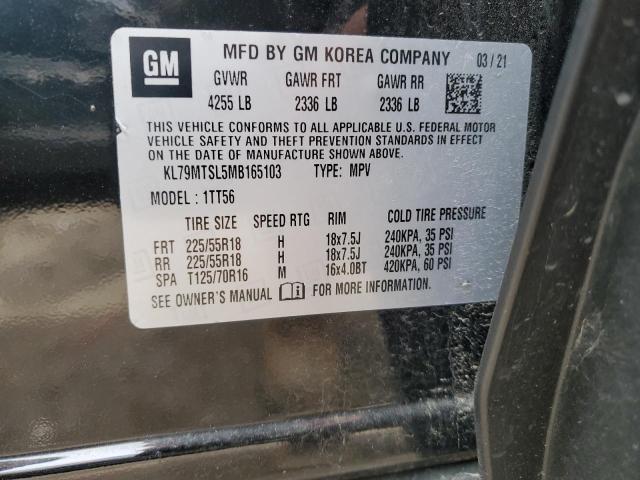 GM MFD BY GM KOREA COMPANY 03/21
GVWR GAWR FRT GAWR RR
4255 LB 2336 LB 2336 LB
THIS VEHICLE CONFORMS TO ALL APPLICABLE U.S. FEDERAL MOTOR
VEHICLE SAFETY AND THEFT PREVENTION STANDARDS IN EFFECT
ON THE DATE OF MANUFACTURE SHOWN ABOVE.
KL79MTSL5MB165103 TYPE: MPV
MODEL : 1TT56
TIRE SIZE SPEED RTG RIM COLD TIRE PRESSURE
FRT 225/55R18 H 18x7.5J 240KPA, 35 PSI
RR 225/55R18 H 18x7.5J 240KPA, 35 PSI
SPA T125/70R16 M 16x4.0BT 420KPA, 60 PSI
SEE OWNER'S MANUAL FOR MORE INFORMATION.